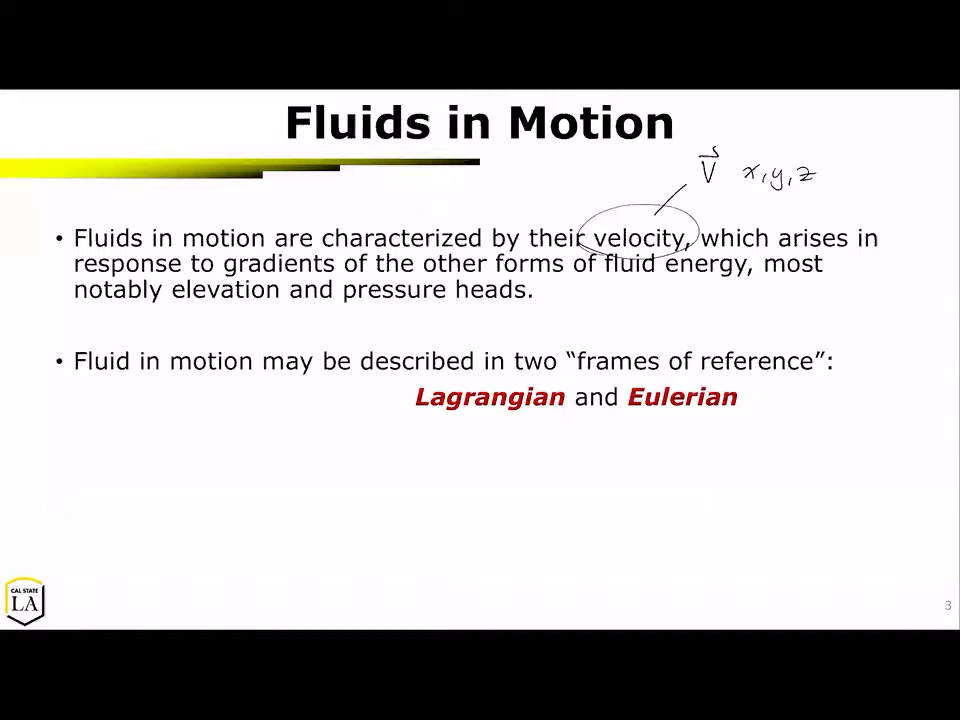 Fluids in Motion
V⃗ x, y, z
• Fluids in motion are characterized by their velocity, which arises in
response to gradients of the other forms of fluid energy, most
notably elevation and pressure heads.
• Fluid in motion may be described in two “frames of reference”:
Lagrangian and Eulerian
CAL STATE
LA
3